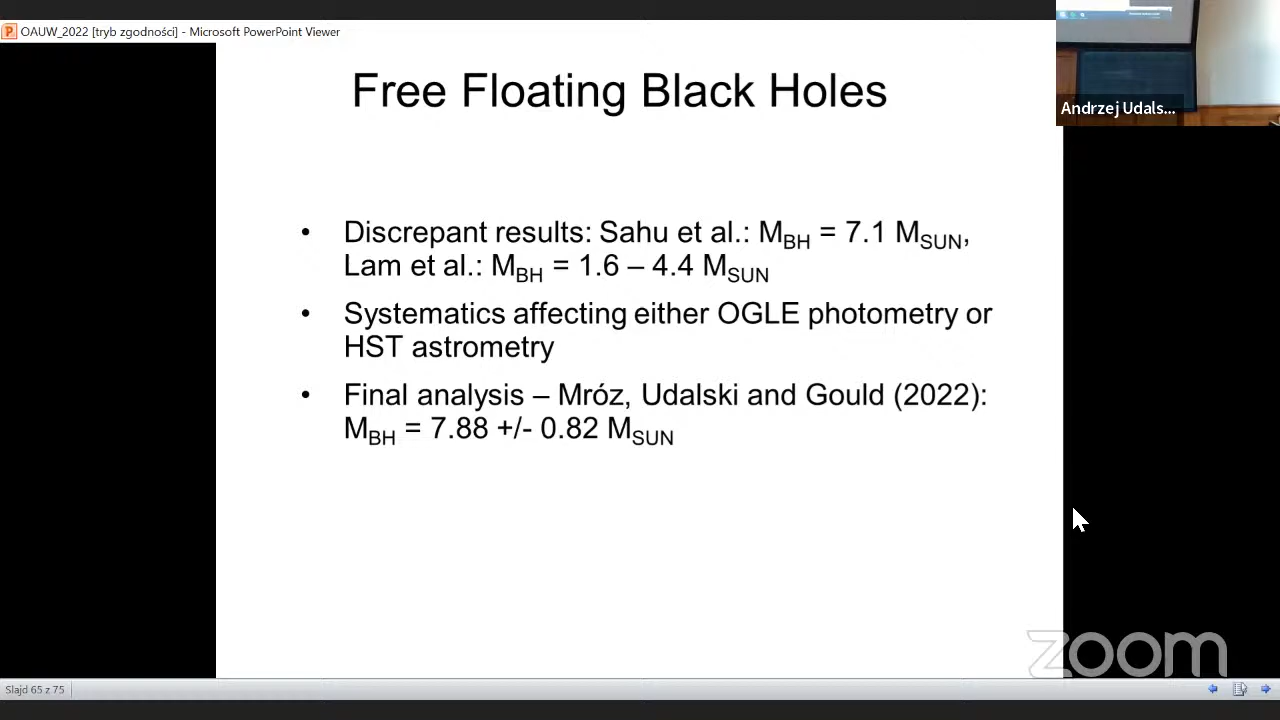 OAUW_2022 [tryb zgodności] - Microsoft PowerPoint Viewer
Andrzej Udals...
Free Floating Black Holes
• Discrepant results: Sahu et al.: MBH = 7.1 MSUN,
Lam et al.: MBH = 1.6 – 4.4 MSUN
• Systematics affecting either OGLE photometry or
HST astrometry
• Final analysis – Mróz, Udalski and Gould (2022):
MBH = 7.88 +/- 0.82 MSUN
zoom
Slajd 65 z 75